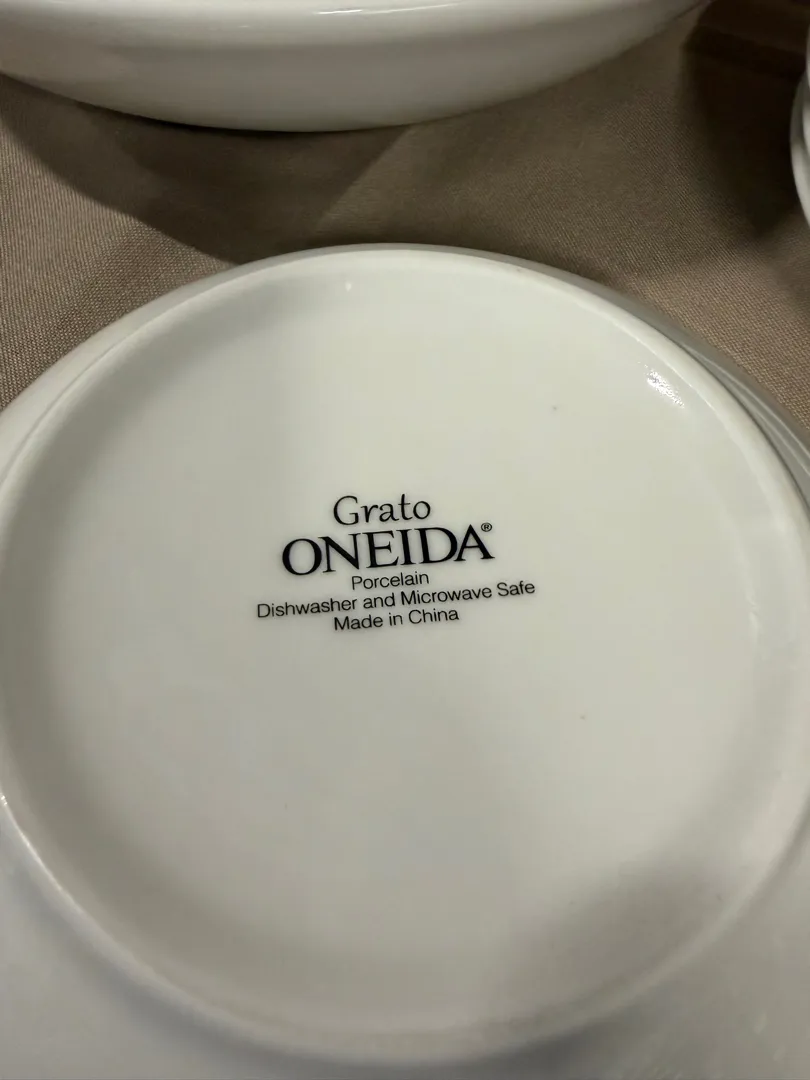 Grato
ONEIDA®
Porcelain
Dishwasher and Microwave Safe
Made in China